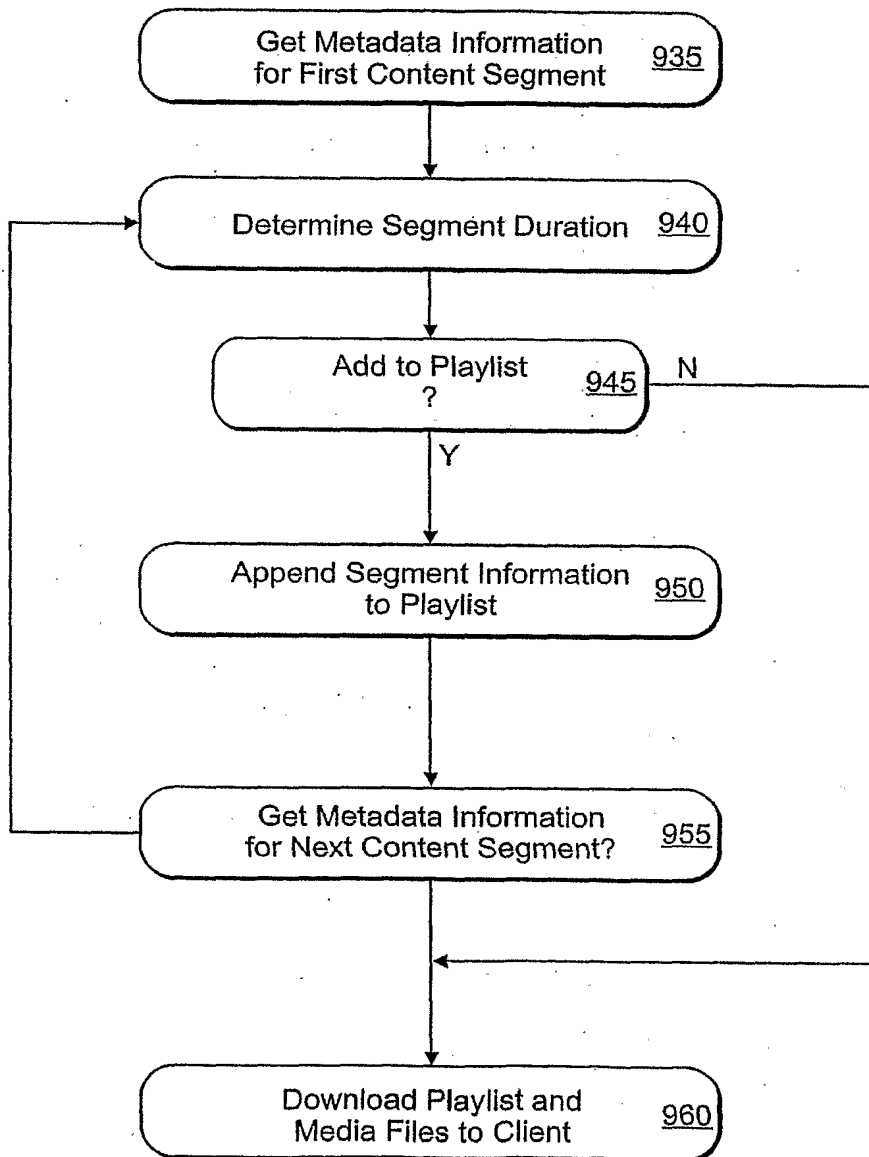 Get Metadata Information
for First Content Segment 935
Determine Segment Duration 940
Add to Playlist
? 945 N
Y
Append Segment Information
to Playlist 950
Get Metadata Information
for Next Content Segment? 955
Download Playlist and
Media Files to Client 960